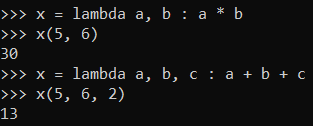 >>> x = lambda a, b : a * b
>>> x(5, 6)
30
>>> x = lambda a, b, c : a + b + c
>>> x(5, 6, 2)
13